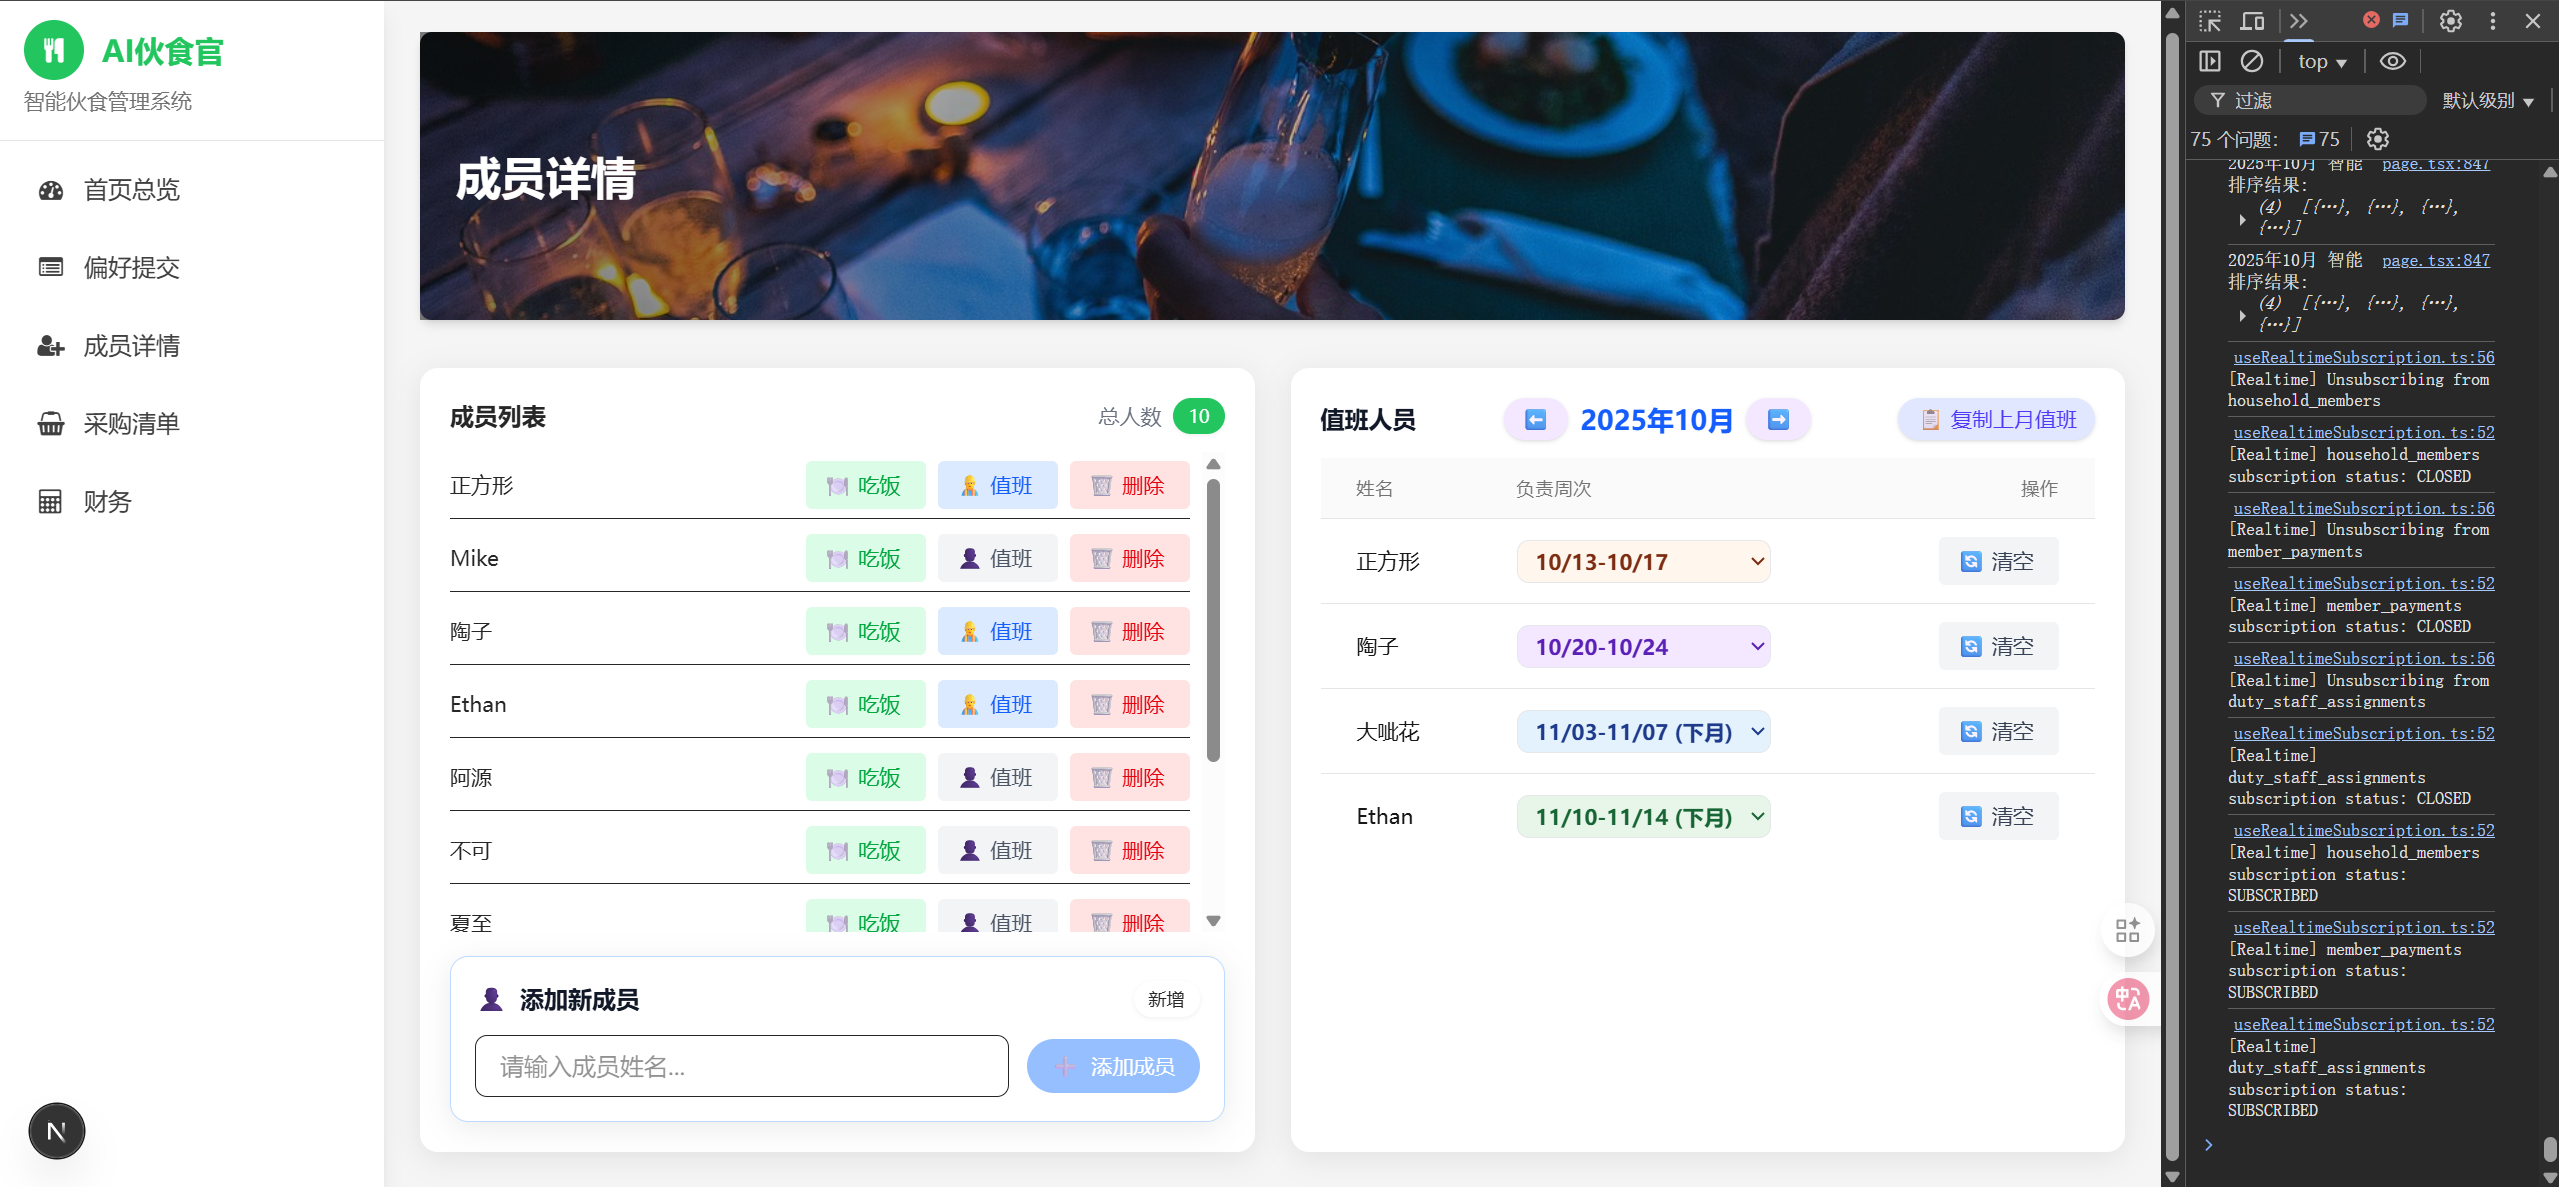 AI伙食官
智能伙食管理系统
首页总览
偏好提交
成员详情
采购清单
财务
N
成员详情
成员列表
总人数 10
正方形 吃饭 值班 删除
Mike 吃饭 值班 删除
陶子 吃饭 值班 删除
Ethan 吃饭 值班 删除
阿源 吃饭 值班 删除
不可 吃饭 值班 删除
夏至 吃饭 值班 删除
添加新成员 新增
请输入成员姓名...
添加成员
值班人员 2025年10月 复制上月值班
姓名 负责周次 操作
正方形 10/13-10/17 清空
陶子 10/20-10/24 清空
大呲花 11/03-11/07 (下月) 清空
Ethan 11/10-11/14 (下月) 清空
中A
top
过滤 默认级别
75 个问题: 75
2025年10月 智能 page.tsx:847
排序结果:
(4) [{…}, {…}, {…},
{…}]
2025年10月 智能 page.tsx:847
排序结果:
(4) [{…}, {…}, {…},
{…}]
useRealtimeSubscription.ts:56
[Realtime] Unsubscribing from
household_members
useRealtimeSubscription.ts:52
[Realtime] household_members
subscription status: CLOSED
useRealtimeSubscription.ts:56
[Realtime] Unsubscribing from
member_payments
useRealtimeSubscription.ts:52
[Realtime] member_payments
subscription status: CLOSED
useRealtimeSubscription.ts:56
[Realtime] Unsubscribing from
duty_staff_assignments
useRealtimeSubscription.ts:52
[Realtime]
duty_staff_assignments
subscription status: CLOSED
useRealtimeSubscription.ts:52
[Realtime] household_members
subscription status:
SUBSCRIBED
useRealtimeSubscription.ts:52
[Realtime] member_payments
subscription status:
SUBSCRIBED
useRealtimeSubscription.ts:52
[Realtime]
duty_staff_assignments
subscription status:
SUBSCRIBED